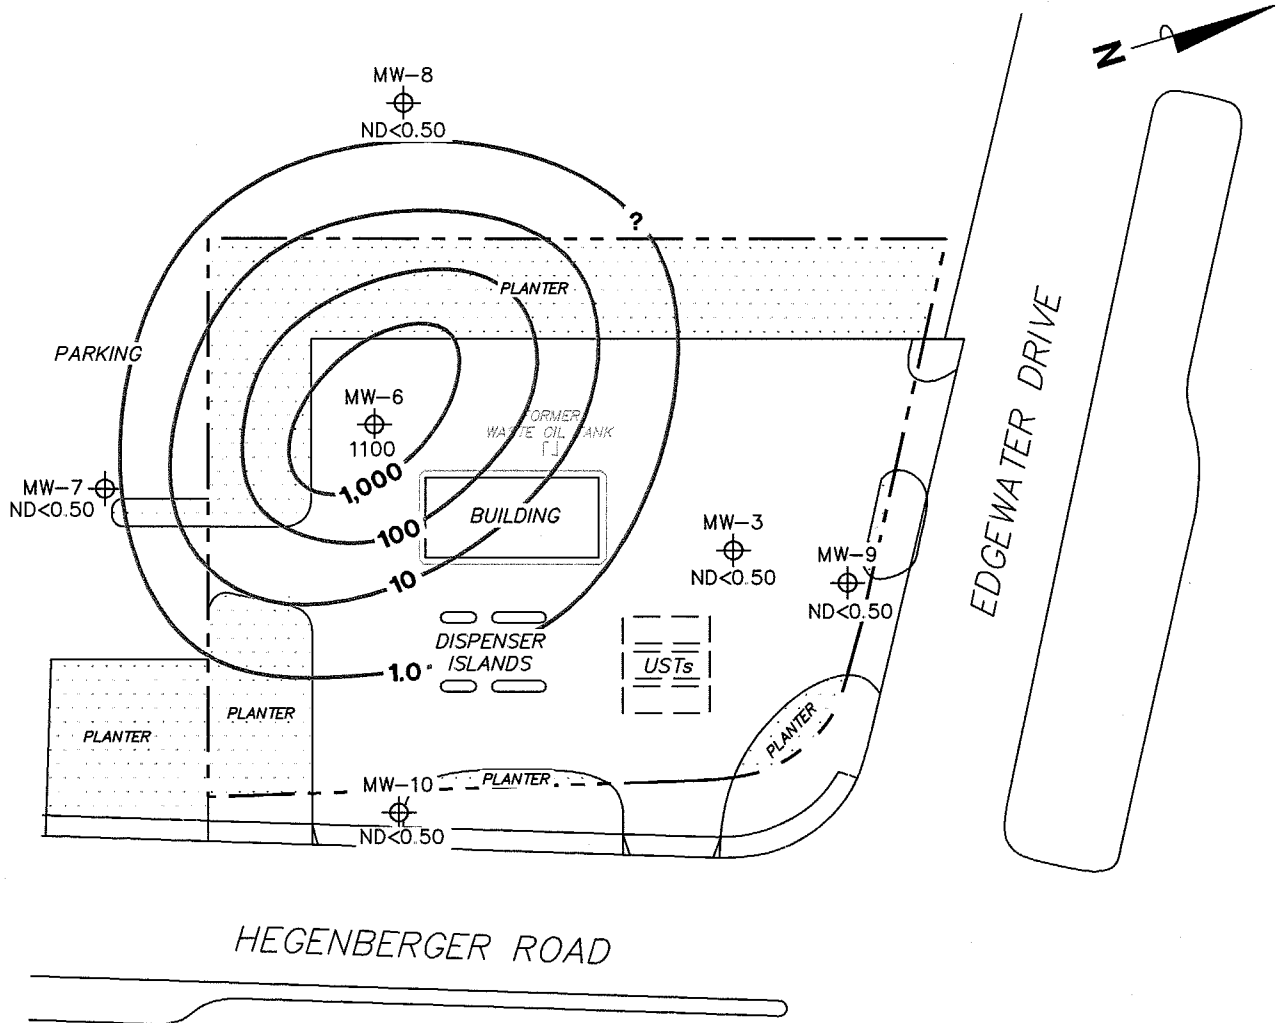 N
MW-8
ND<0.50
?
PLANTER
PARKING
MW-6
1100
FORMER
WASTE OIL TANK
1,000
MW-7
ND<0.50
100
BUILDING
MW-3
ND<0.50
MW-9
ND<0.50
10
EDGEWATER DRIVE
DISPENSER
ISLANDS
1.0
USTs
PLANTER
PLANTER
PLANTER
MW-10
ND<0.50
PLANTER
HEGENBERGER ROAD